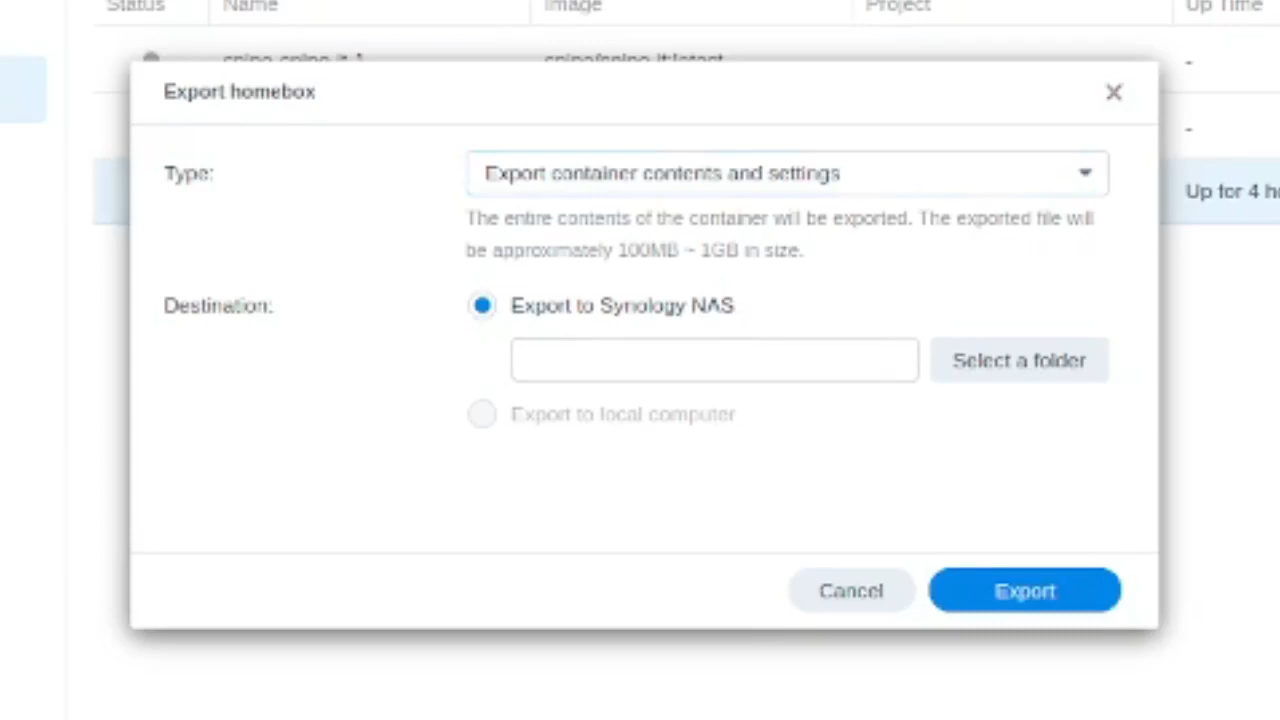 Status Name Image Project Up Time
-
Export homebox
-
Type: Export container contents and settings
The entire contents of the container will be exported. The exported file will
be approximately 100MB ~ 1GB in size.
Up for 4
Destination: Export to Synology NAS
Select a folder
Export to local computer
Cancel Export